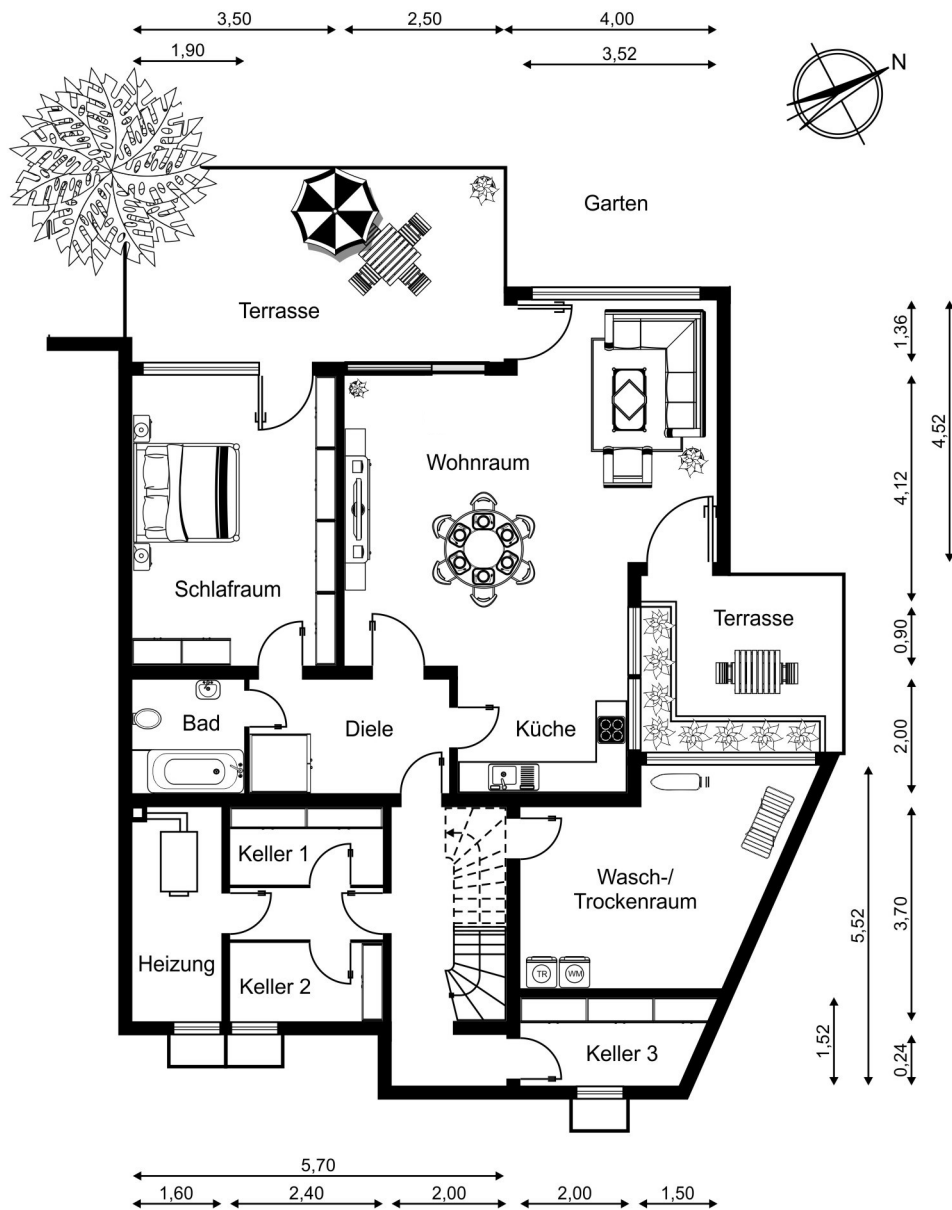 3,50
2,50
4,00
1,90
3,52
N
Garten
Terrasse
1,36
4,52
Wohnraum
4,12
Schlafraum
Terrasse
0,90
Bad
Diele
Küche
2,00
Keller 1
Wasch-/
Trockenraum
3,70
5,52
Heizung
Keller 2
TR
WM
Keller 3
1,52
0,24
5,70
1,60
2,40
2,00
2,00
1,50